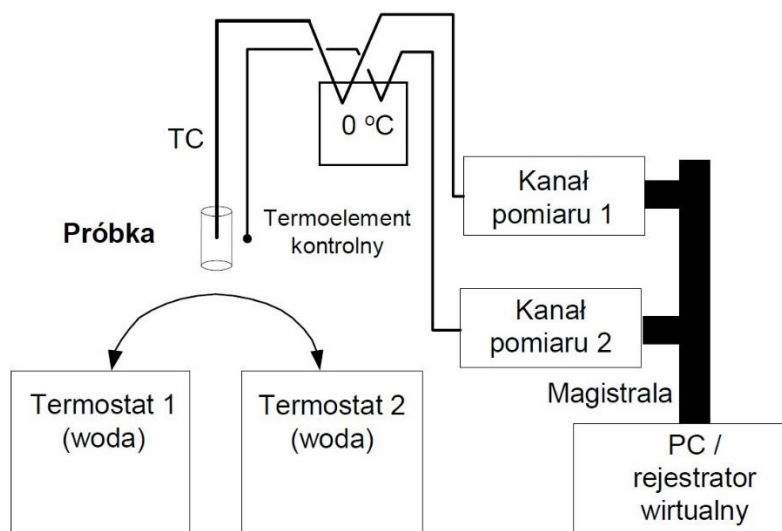 0 °C
TC
Kanał
pomiaru 1
Próbka
Termoelement
kontrolny
Kanał
pomiaru 2
Termostat 1
(woda)
Termostat 2
(woda)
Magistrala
PC /
rejestrator
wirtualny